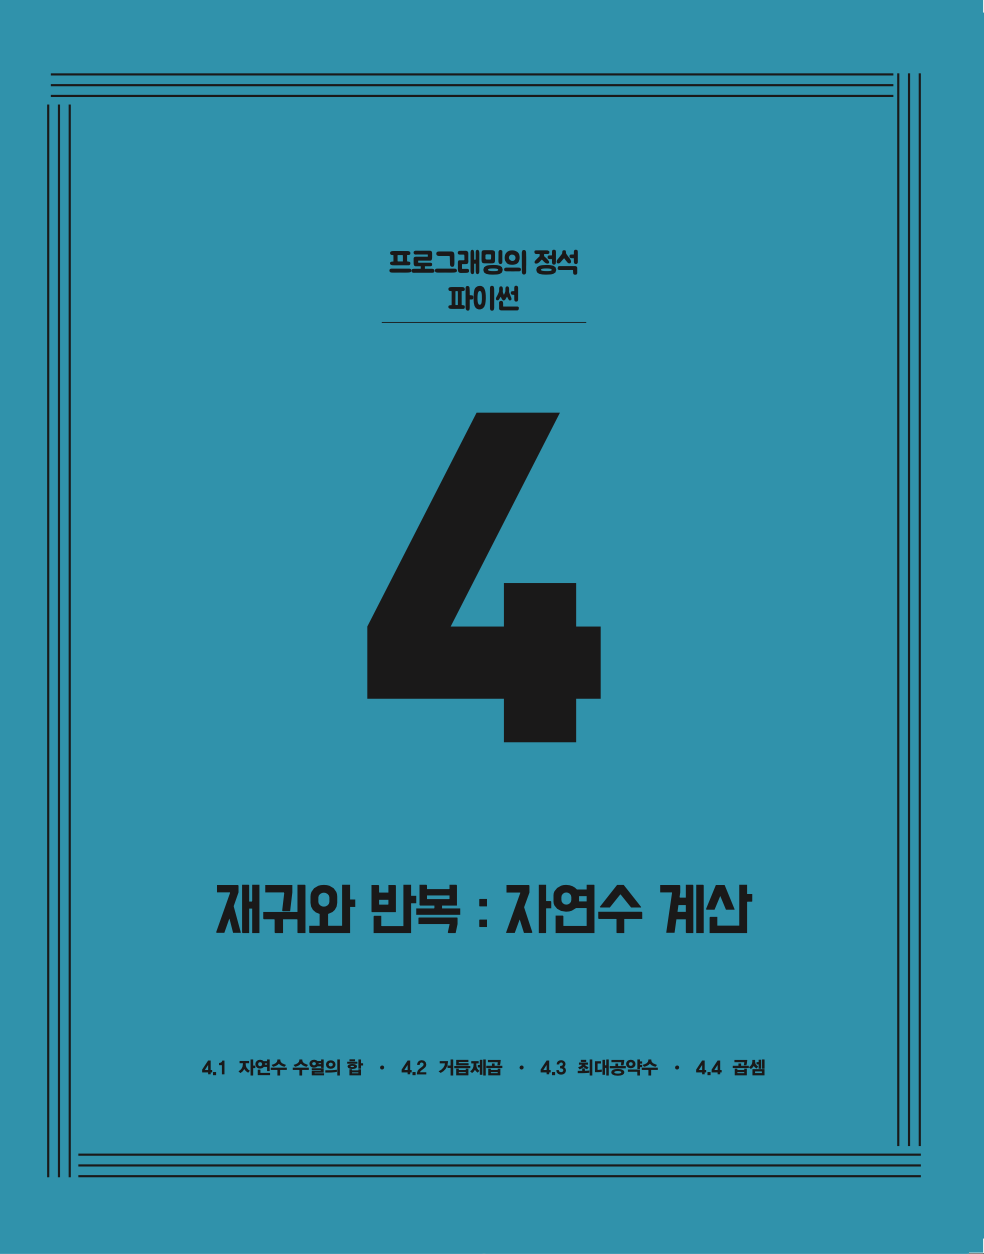 프로그래밍의 정석
파이썬
4
재귀와 반복 : 자연수 계산
4.1 자연수 수열의 합 · 4.2 거듭제곱 · 4.3 최대공약수 · 4.4 곱셈